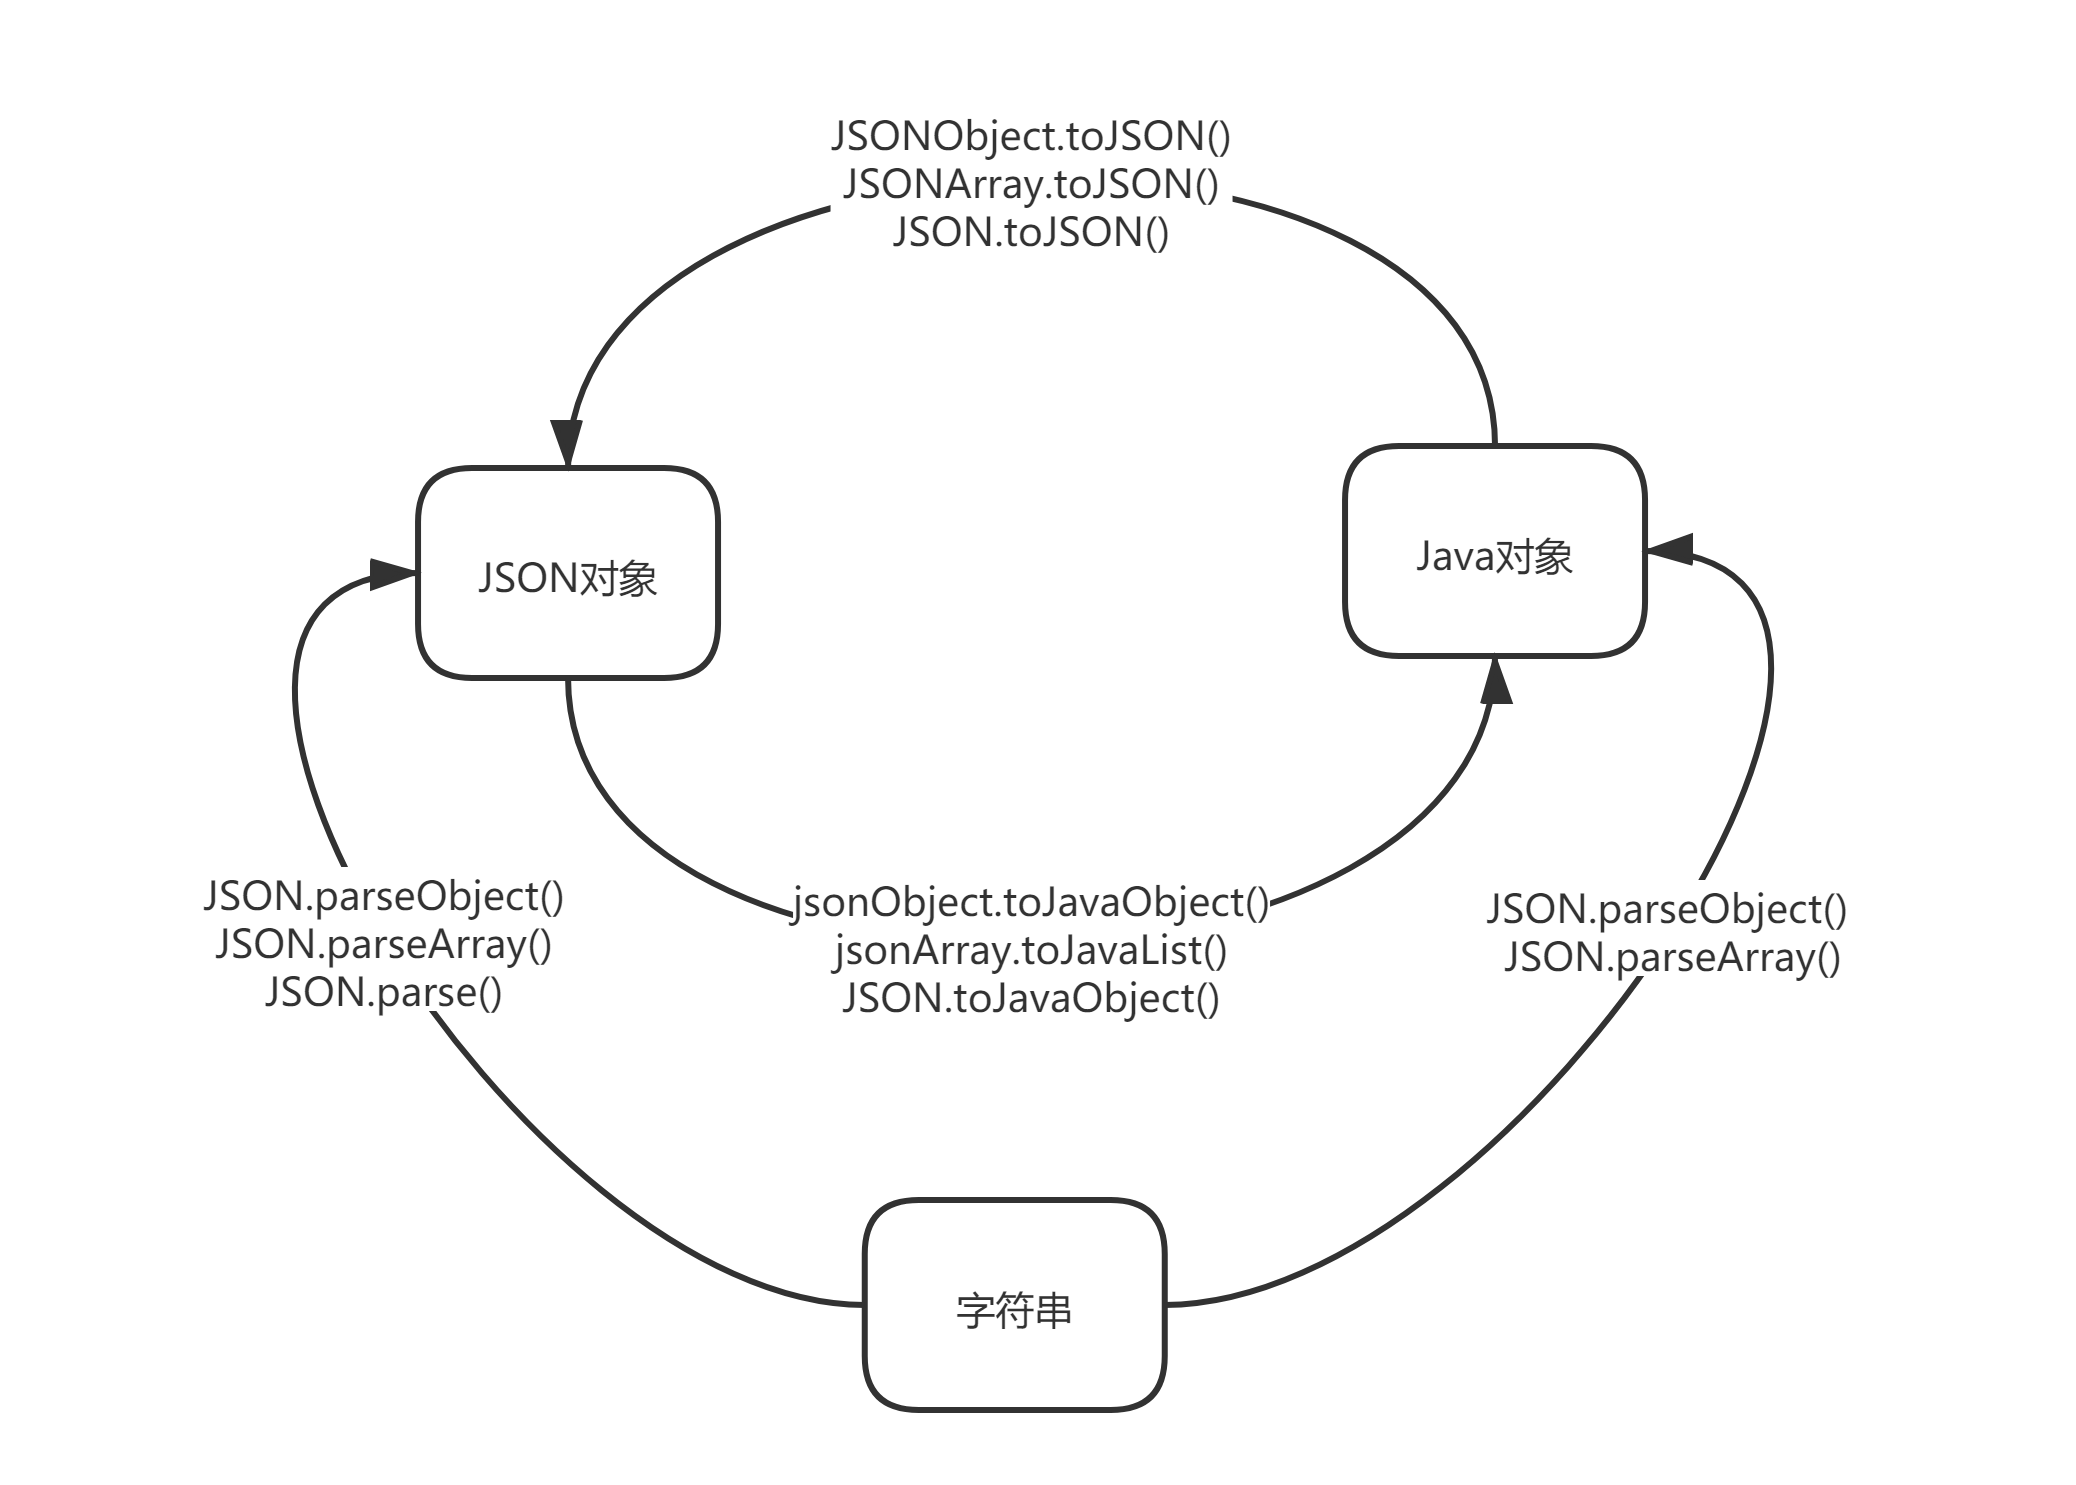 JSONObject.toJSON()
JSONArray.toJSON()
JSON.toJSON()
JSON对象
Java对象
JSON.parseObject()
JSON.parseArray()
JSON.parse()
jsonObject.toJavaObject()
jsonArray.toJavaList()
JSON.toJavaObject()
JSON.parseObject()
JSON.parseArray()
字符串